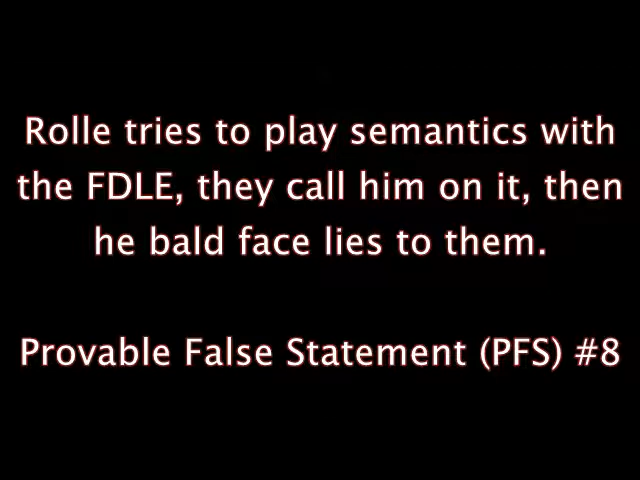 Rolle tries to play semantics with
the FDLE, they call him on it, then
he bald face lies to them.
Provable False Statement (PFS) #8